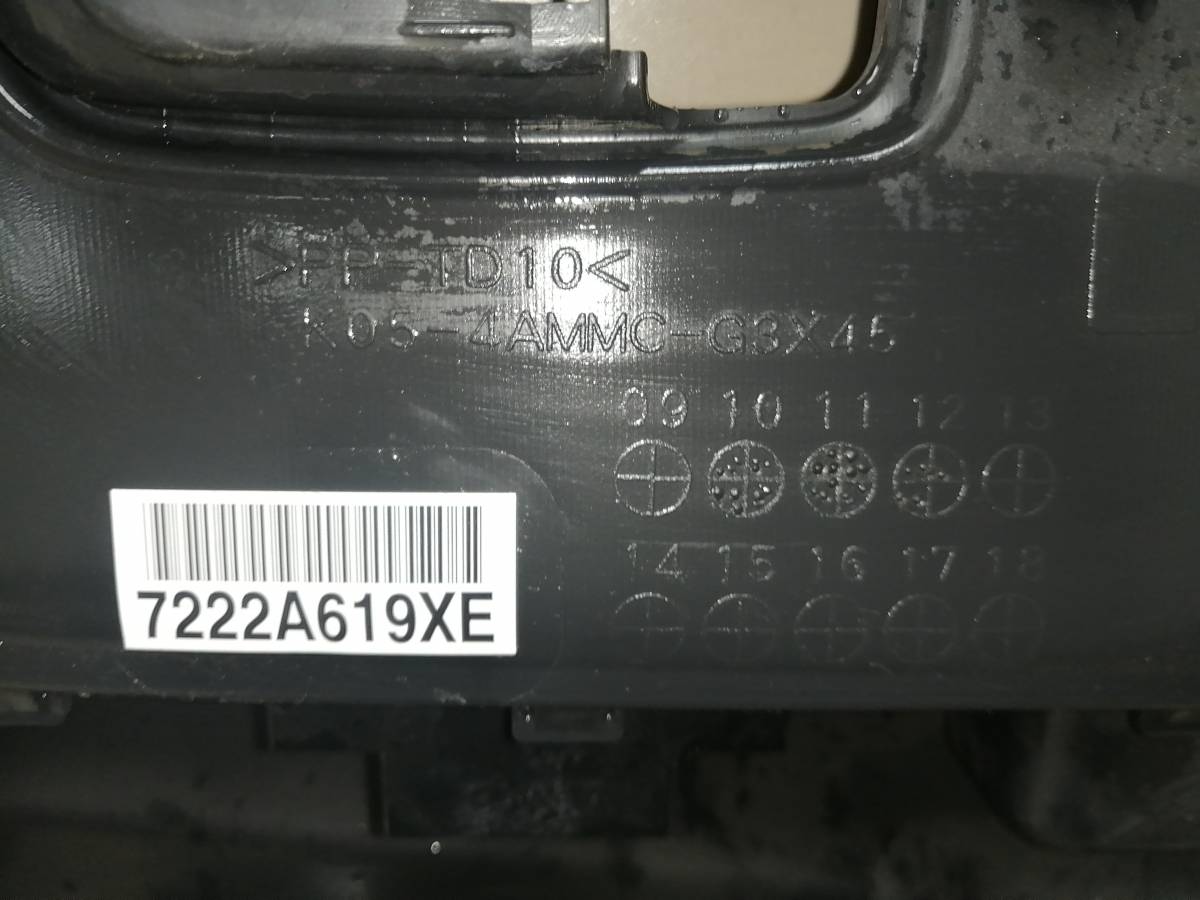 >PP-TD10<
K05-4AMMC-G3X45
09 10 11 12 13
14 15 16 17 18
7222A619XE